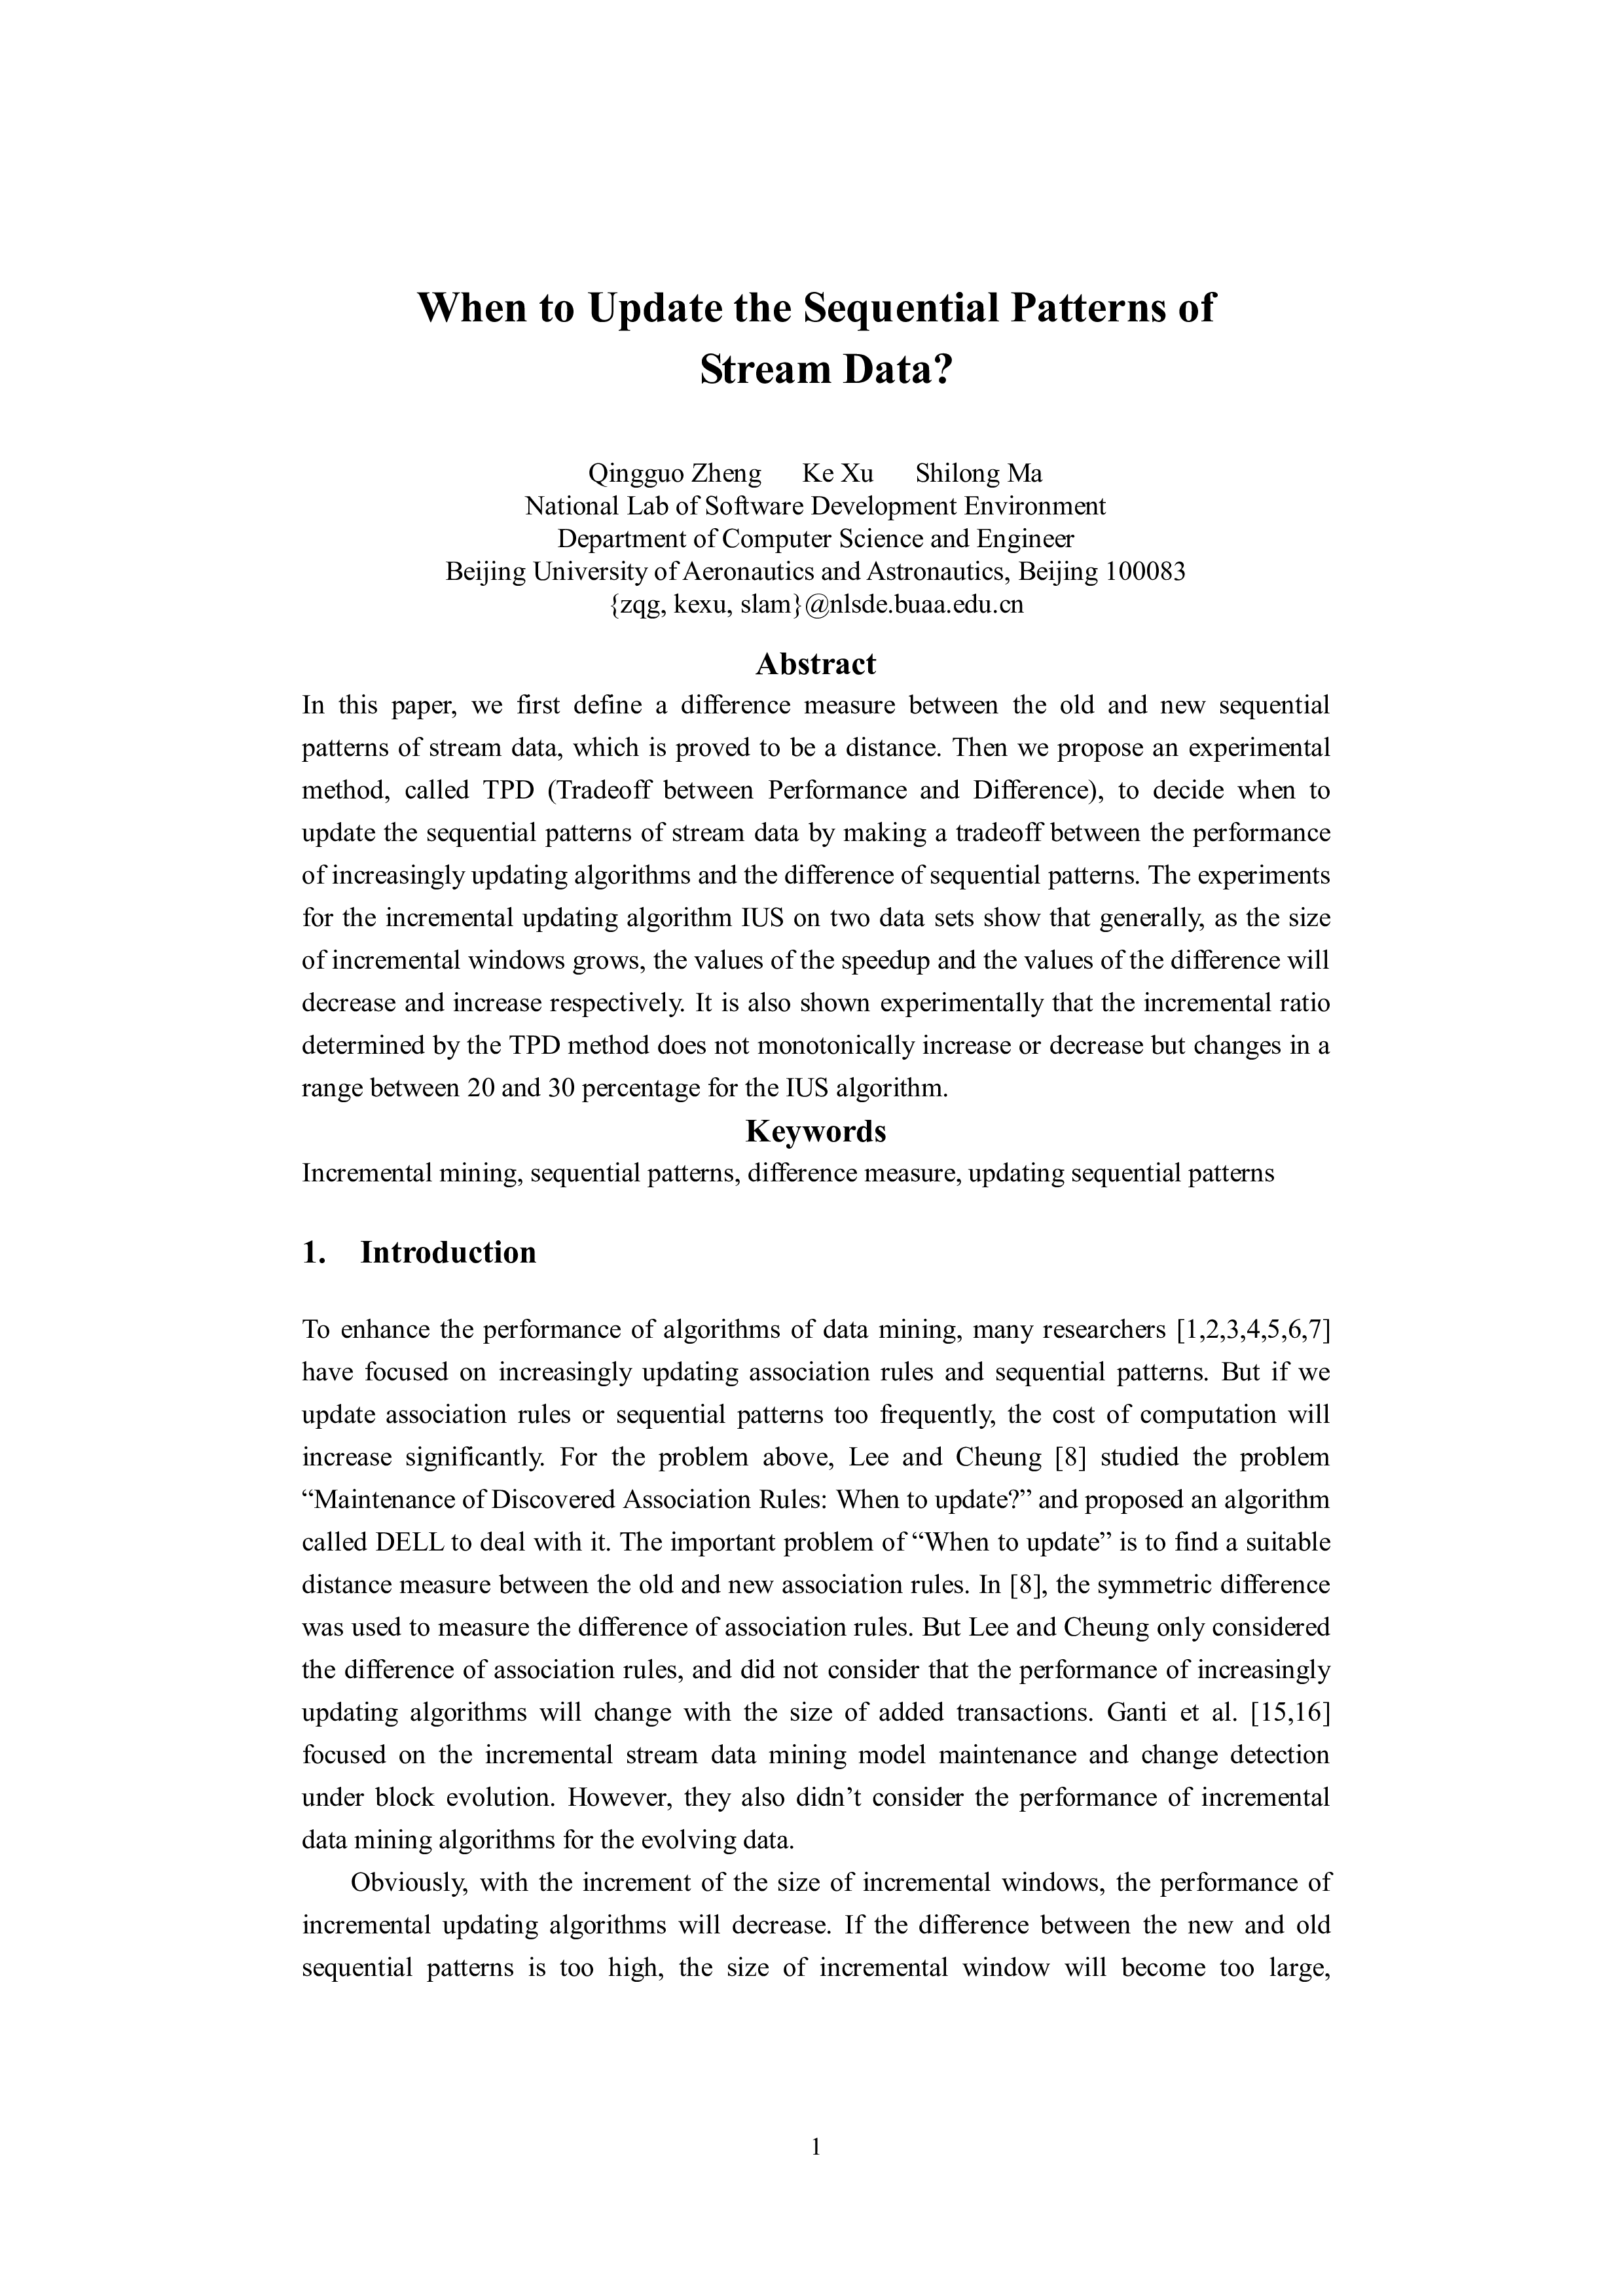 When to Update the Sequential Patterns of
Stream Data?
Qingguo Zheng Ke Xu Shilong Ma
National Lab of Software Development Environment
Department of Computer Science and Engineer
Beijing University of Aeronautics and Astronautics, Beijing 100083
{zqg, kexu, slam}@nlsde.buaa.edu.cn
Abstract
In this paper, we first define a difference measure between the old and new sequential
patterns of stream data, which is proved to be a distance. Then we propose an experimental
method, called TPD (Tradeoff between Performance and Difference), to decide when to
update the sequential patterns of stream data by making a tradeoff between the performance
of increasingly updating algorithms and the difference of sequential patterns. The experiments
for the incremental updating algorithm IUS on two data sets show that generally, as the size
of incremental windows grows, the values of the speedup and the values of the difference will
decrease and increase respectively. It is also shown experimentally that the incremental ratio
determined by the TPD method does not monotonically increase or decrease but changes in a
range between 20 and 30 percentage for the IUS algorithm.
Keywords
Incremental mining, sequential patterns, difference measure, updating sequential patterns
1. Introduction
To enhance the performance of algorithms of data mining, many researchers [1,2,3,4,5,6,7]
have focused on increasingly updating association rules and sequential patterns. But if we
update association rules or sequential patterns too frequently, the cost of computation will
increase significantly. For the problem above, Lee and Cheung [8] studied the problem
“Maintenance of Discovered Association Rules: When to update?” and proposed an algorithm
called DELL to deal with it. The important problem of “When to update” is to find a suitable
distance measure between the old and new association rules. In [8], the symmetric difference
was used to measure the difference of association rules. But Lee and Cheung only considered
the difference of association rules, and did not consider that the performance of increasingly
updating algorithms will change with the size of added transactions. Ganti et al. [15,16]
focused on the incremental stream data mining model maintenance and change detection
under block evolution. However, they also didn’t consider the performance of incremental
data mining algorithms for the evolving data.
Obviously, with the increment of the size of incremental windows, the performance of
incremental updating algorithms will decrease. If the difference between the new and old
sequential patterns is too high, the size of incremental window will become too large,
1